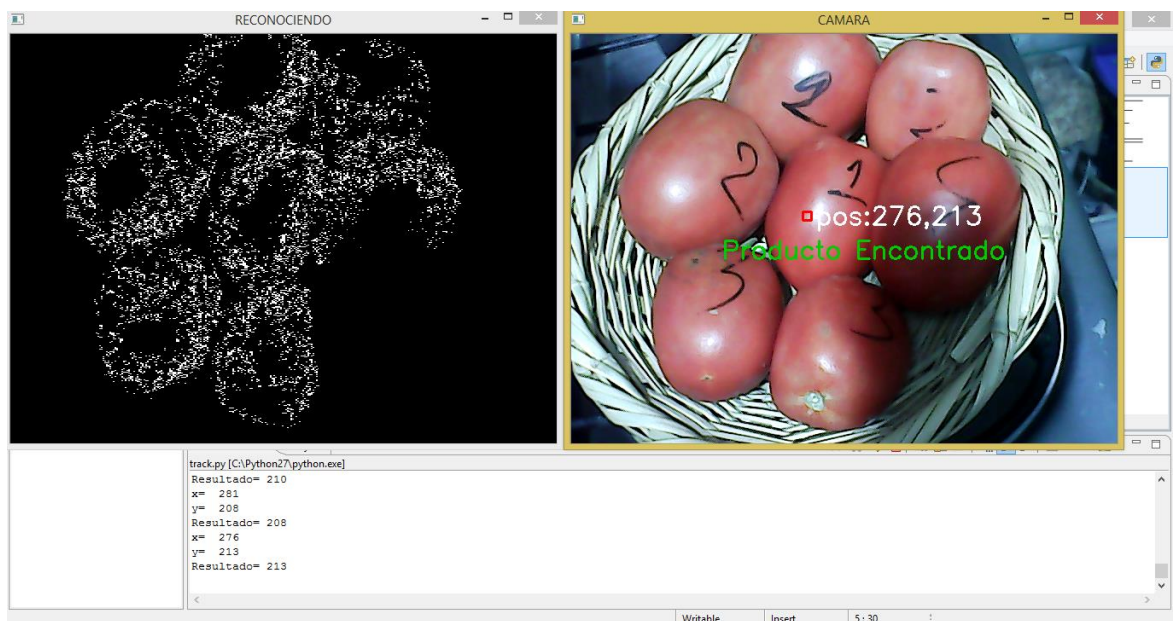 RECONOCIENDO
CAMARA
2
pos:276,213
Producto Encontrado
track.py [C:\Python27\python.exe]
Resultado= 210
x= 281
y= 208
Resultado= 208
x= 276
y= 213
Resultado= 213
Writable Insert 5:30